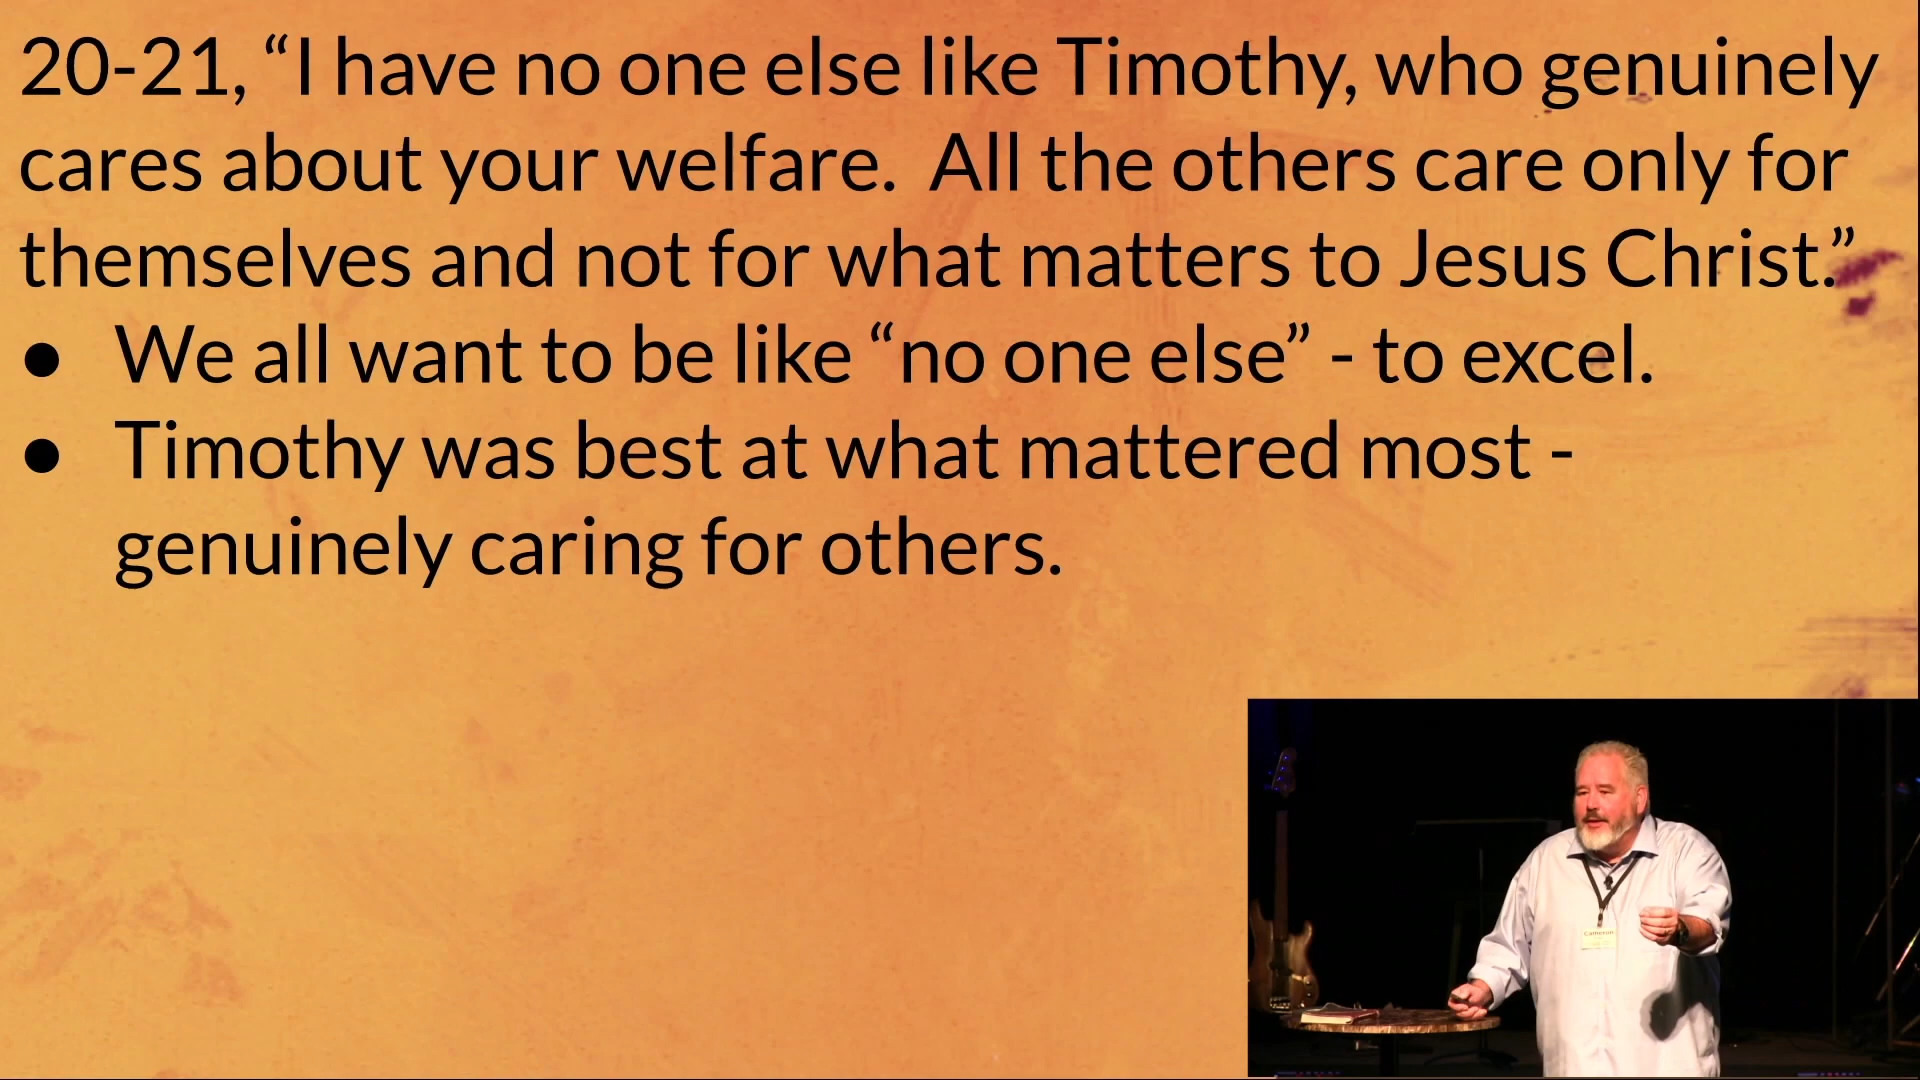 20-21, “I have no one else like Timothy, who genuinely
cares about your welfare.  All the others care only for
themselves and not for what matters to Jesus Christ.”
● We all want to be like “no one else” - to excel.
● Timothy was best at what mattered most -
genuinely caring for others.
Cameron